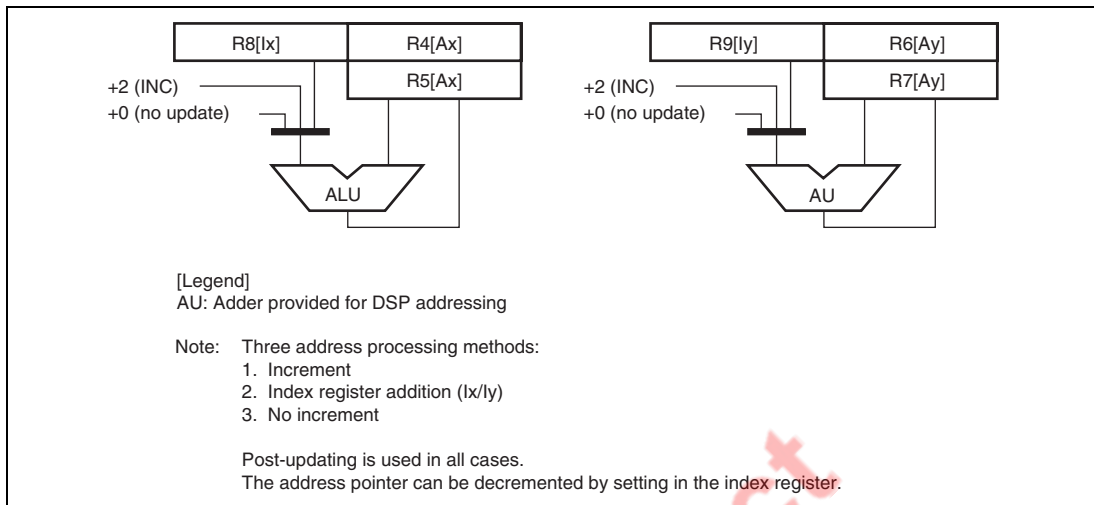 R8[Ix] R4[Ax]
R5[Ax]
+2 (INC)
+0 (no update)
ALU
R9[Iy] R6[Ay]
R7[Ay]
+2 (INC)
+0 (no update)
AU
[Legend]
AU: Adder provided for DSP addressing
Note: Three address processing methods:
1. Increment
2. Index register addition (Ix/Iy)
3. No increment
Post-updating is used in all cases.
The address pointer can be decremented by setting in the index register.
ct